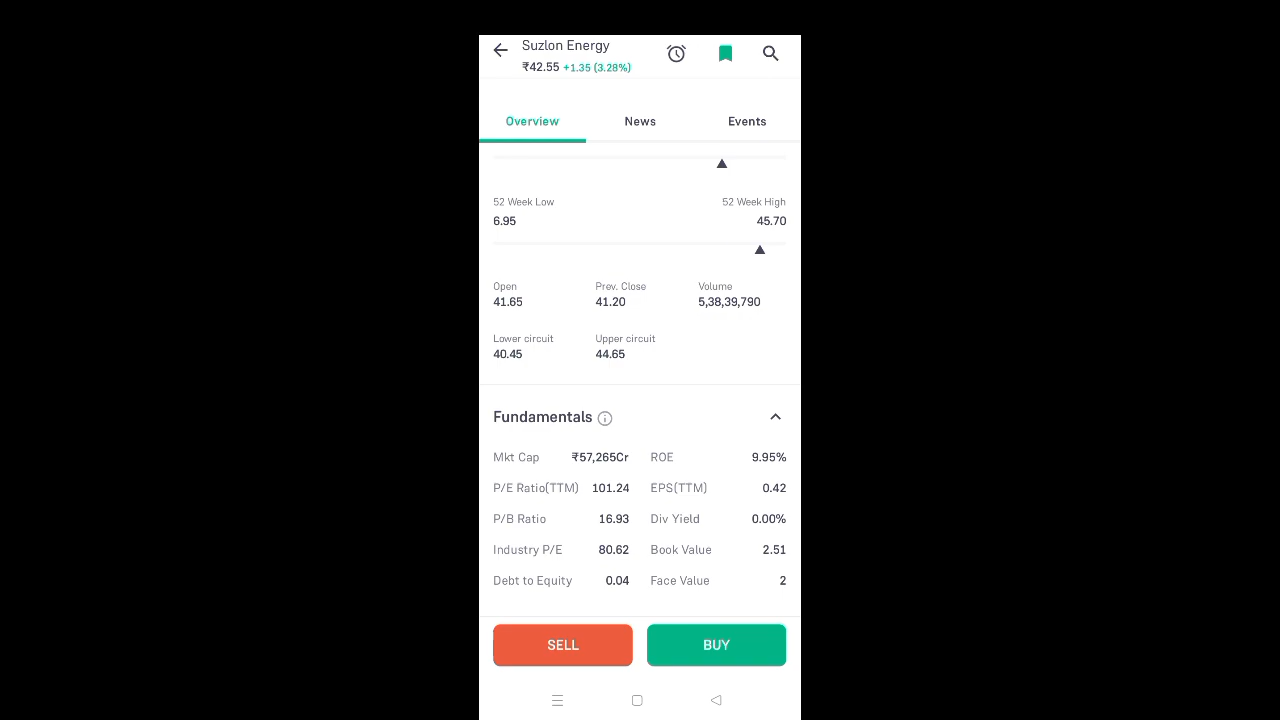 Suzlon Energy
₹42.55 +1.35 (3.28%)
Overview News Events
52 Week Low 52 Week High
6.95 45.70
Open Prev. Close Volume
41.65 41.20 5,38,39,790
Lower circuit Upper circuit
40.45 44.65
Fundamentals
Mkt Cap ₹57,265Cr ROE 9.95%
P/E Ratio(TTM) 101.24 EPS(TTM) 0.42
P/B Ratio 16.93 Div Yield 0.00%
Industry P/E 80.62 Book Value 2.51
Debt to Equity 0.04 Face Value 2
SELL BUY